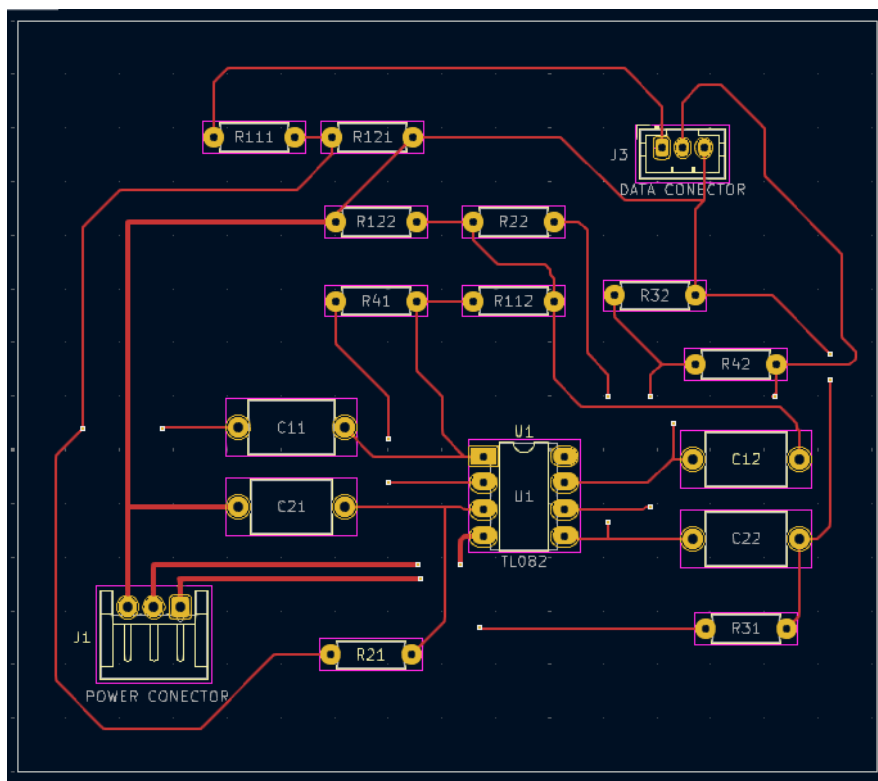 R111
R121
J3
DATA CONECTOR
R122
R22
R41
R112
R32
R42
C11
U1
C12
C21
U1
C22
TL082
J1
R21
R31
POWER CONECTOR